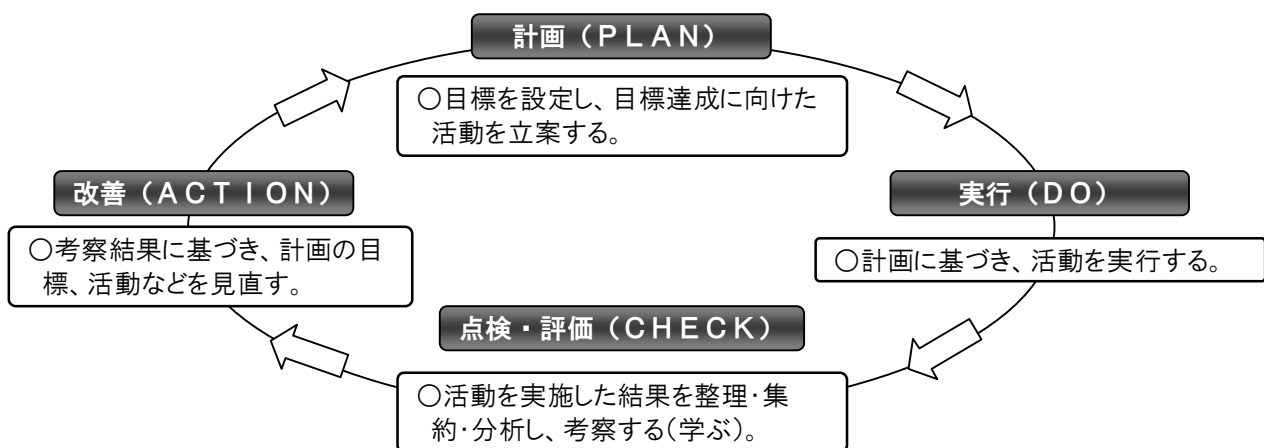 計画（ＰＬＡＮ）
○目標を設定し、目標達成に向けた
活動を立案する。
改善（ＡＣＴＩＯＮ）
○考察結果に基づき、計画の目
標、活動などを見直す。
実行（ＤＯ）
○計画に基づき、活動を実行する。
点検・評価（ＣＨＥＣＫ）
○活動を実施した結果を整理・集
約・分析し、考察する（学ぶ）。